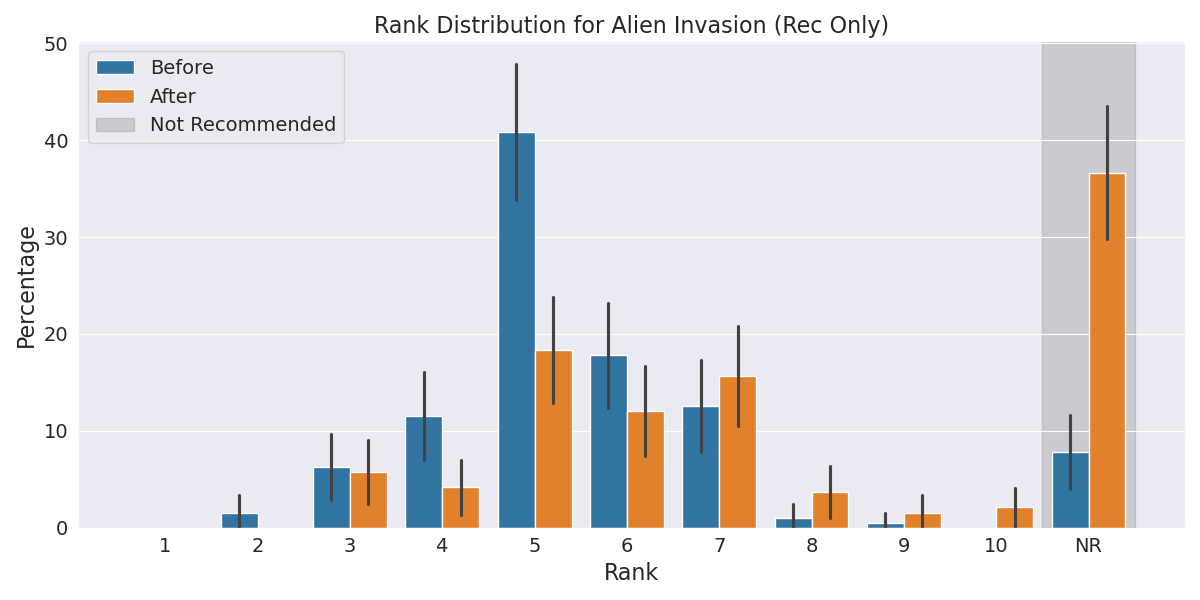 Rank Distribution for Alien Invasion (Rec Only)
Before
After
Not Recommended
Percentage
50
40
30
20
10
0
1 2 3 4 5 6 7 8 9 10 NR
Rank